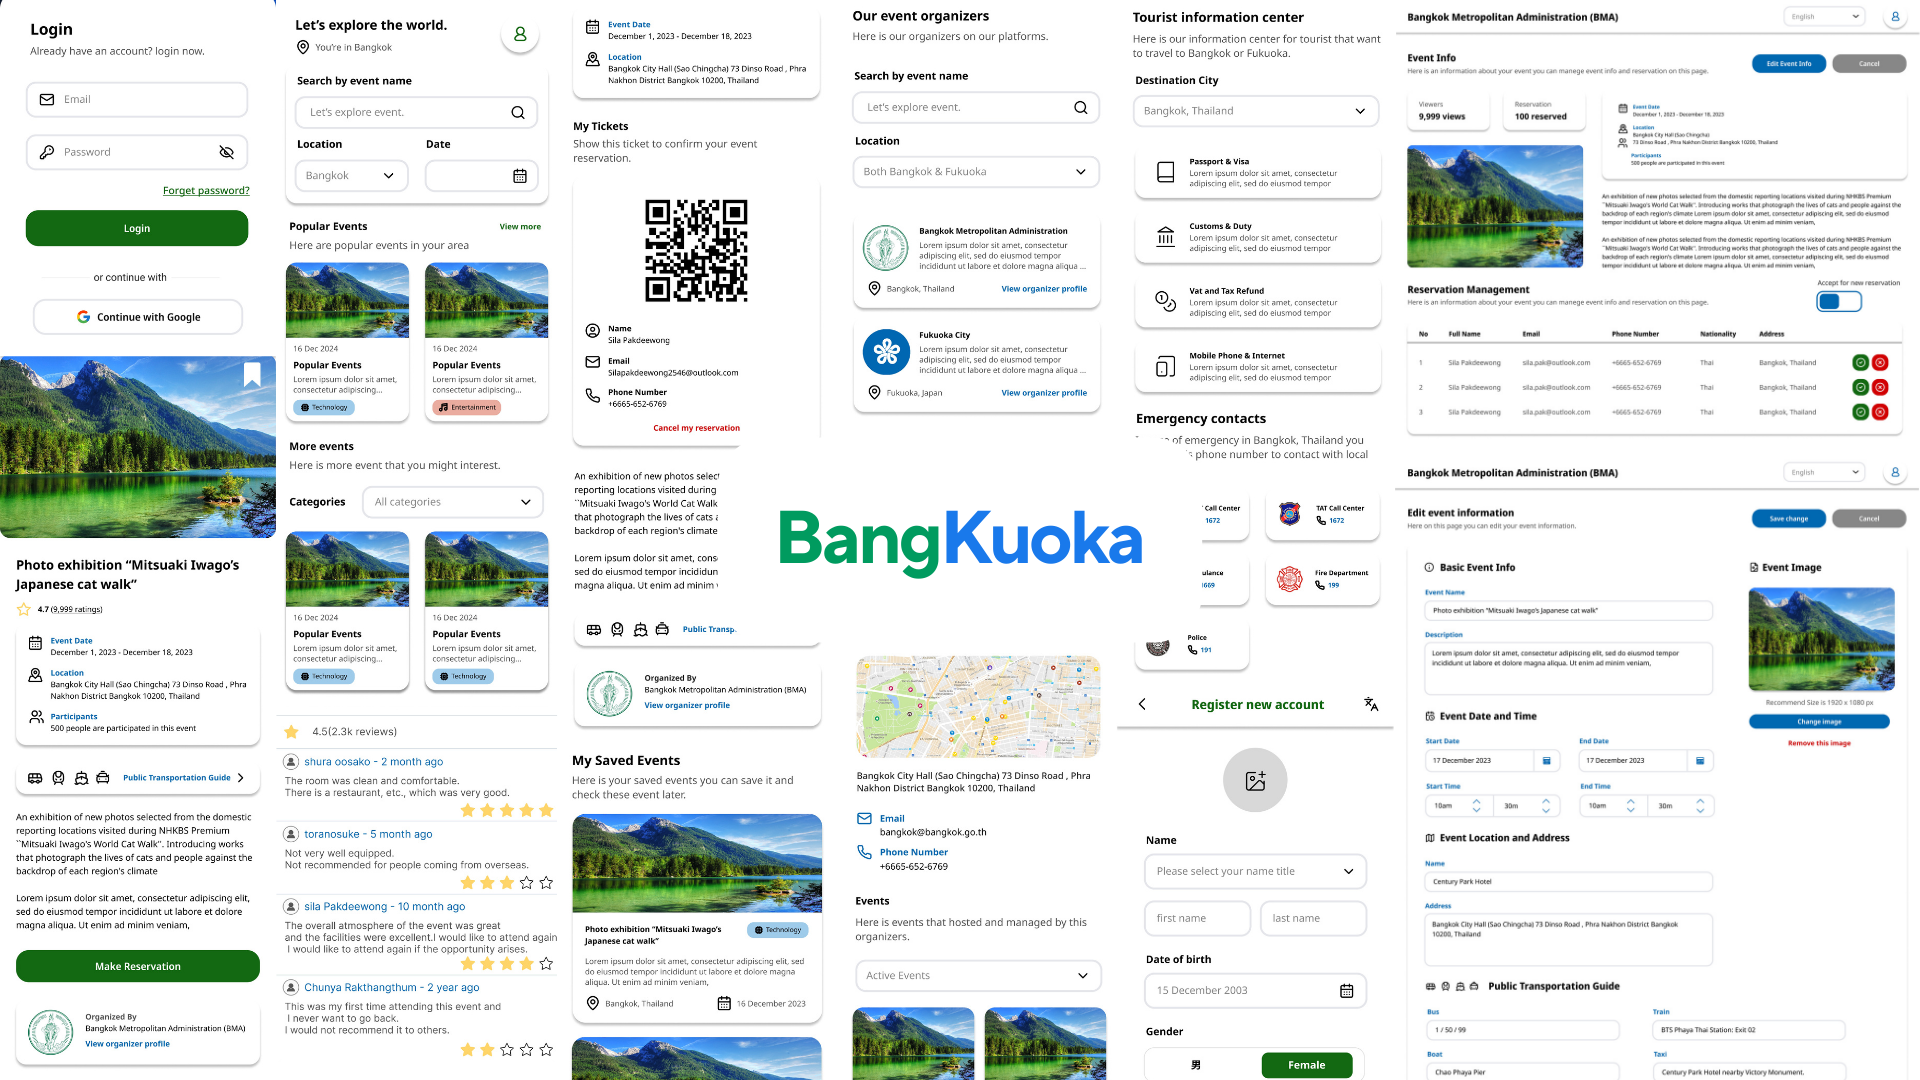 Login
Already have an account? login now.
Email
Password
Forget password?
Login
or continue with
Continue with Google
Photo exhibition “Mitsuaki Iwago’s
Japanese cat walk”
4.7 (9,999 ratings)
Event Date
December 1, 2023 - December 18, 2023
Location
Bangkok City Hall (Sao Chingcha) 73 Dinso Road , Phra
Nakhon District Bangkok 10200, Thailand
Participants
500 people are participated in this event
Public Transportation Guide
An exhibition of new photos selected from the domestic
reporting locations visited during NHKBS Premium
``Mitsuaki Iwago's World Cat Walk''. Introducing works
that photograph the lives of cats and people against the
backdrop of each region's climate
Lorem ipsum dolor sit amet, consectetur adipiscing elit,
sed do eiusmod tempor incididunt ut labore et dolore
magna aliqua. Ut enim ad minim veniam,
Make Reservation
Organized By
Bangkok Metropolitan Administration (BMA)
View organizer profile
Let’s explore the world.
You’re in Bangkok
Search by event name
Let’s explore event.
Location
Date
Bangkok
Popular Events
View more
Here are popular events in your area
16 Dec 2024
Popular Events
Lorem ipsum dolor sit amet,
consectetur adipiscing...
Technology
16 Dec 2024
Popular Events
Lorem ipsum dolor sit amet,
consectetur adipiscing...
Entertainment
More events
Here is more event that you might interest.
Categories
All categories
16 Dec 2024
Popular Events
Lorem ipsum dolor sit amet,
consectetur adipiscing...
Technology
16 Dec 2024
Popular Events
Lorem ipsum dolor sit amet,
consectetur adipiscing...
Technology
4.5(2.3k reviews)
shura oosako - 2 month ago
The room was clean and comfortable.
There is a restaurant, etc., which was very good.
toranosuke - 5 month ago
Not very well equipped.
Not recommended for people coming from overseas.
sila Pakdeewong - 10 month ago
The overall atmosphere of the event was great
and the facilities were excellent.I would like to attend again
I would like to attend again if the opportunity arises.
Chunya Rakthangthum - 2 year ago
This was my first time attending this event and
I never want to go back.
I would not recommend it to others.
Event Date
December 1, 2023 - December 18, 2023
Location
Bangkok City Hall (Sao Chingcha) 73 Dinso Road , Phra
Nakhon District Bangkok 10200, Thailand
My Tickets
Show this ticket to confirm your event
reservation.
Name
Sila Pakdeewong
Email
Silapakdeewong2546@outlook.com
Phone Number
+6665-652-6769
Cancel my reservation
An exhibition of new photos select
reporting locations visited during
``Mitsuaki Iwago's World Cat Walk
that photograph the lives of cats a
backdrop of each region's climate
Lorem ipsum dolor sit amet, cons
sed do eiusmod tempor incididun
magna aliqua. Ut enim ad minim
Public Transp
Organized By
Bangkok Metropolitan Administration (BMA)
View organizer profile
My Saved Events
Here is your saved events you can save it and
check these event later.
Photo exhibition “Mitsuaki Iwago’s
Japanese cat walk”
Technology
Lorem ipsum dolor sit amet, consectetur adipiscing elit, sed
do eiusmod tempor incididunt ut labore et dolore magna
aliqua. Ut enim ad minim veniam,
Bangkok, Thailand
16 December 2023
Our event organizers
Here is our organizers on our platforms.
Search by event name
Let’s explore event.
Location
Both Bangkok & Fukuoka
Bangkok Metropolitan Administration
Lorem ipsum dolor sit amet, consectetur
adipiscing elit, sed do eiusmod tempor
incididunt ut labore et dolore magna aliqua ...
Bangkok, Thailand
View organizer profile
Fukuoka City
Lorem ipsum dolor sit amet, consectetur
adipiscing elit, sed do eiusmod tempor
incididunt ut labore et dolore magna aliqua ...
Fukuoka, Japan
View organizer profile
BangKuoka
Bangkok City Hall (Sao Chingcha) 73 Dinso Road , Phra
Nakhon District Bangkok 10200, Thailand
Email
bangkok@bangkok.go.th
Phone Number
+6665-652-6769
Events
Here is events that hosted and managed by this
organizers.
Active Events
Tourist information center
Here is our information center for tourist that want
to travel to Bangkok or Fukuoka.
Destination City
Bangkok, Thailand
Passport & Visa
Lorem ipsum dolor sit amet, consectetur
adipiscing elit, sed do eiusmod tempor
Customs & Duty
Lorem ipsum dolor sit amet, consectetur
adipiscing elit, sed do eiusmod tempor
Vat and Tax Refund
Lorem ipsum dolor sit amet, consectetur
adipiscing elit, sed do eiusmod tempor
Mobile Phone & Internet
Lorem ipsum dolor sit amet, consectetur
adipiscing elit, sed do eiusmod tempor
Emergency contacts
of emergency in Bangkok, Thailand you
phone number to contact with local
Call Center
1672
TAT Call Center
1672
ulance
1669
Fire Department
199
Police
191
Register new account
Name
Please select your name title
first name
last name
Date of birth
15 December 2003
Gender
男
Female
Bangkok Metropolitan Administration (BMA)
English
Event Info
Here is an information about your event you can manege event info and reservation on this page.
Edit Event Info
Cancel
Viewers
9,999 views
Reservation
100 reserved
Event Date
December 1, 2023 - December 18, 2023
Location
Bangkok City Hall (Sao Chingcha)
73 Dinso Road , Phra Nakhon District Bangkok 10200, Thailand
Participants
500 people are participated in this event
An exhibition of new photos selected from the domestic reporting locations visited during NHKBS Premium
``Mitsuaki Iwago's World Cat Walk''. Introducing works that photograph the lives of cats and people against the
backdrop of each region's climate Lorem ipsum dolor sit amet, consectetur adipiscing elit, sed do eiusmod
tempor incididunt ut labore et dolore magna aliqua. Ut enim ad minim veniam,
An exhibition of new photos selected from the domestic reporting locations visited during NHKBS Premium
``Mitsuaki Iwago's World Cat Walk''. Introducing works that photograph the lives of cats and people against the
backdrop of each region's climate Lorem ipsum dolor sit amet, consectetur adipiscing elit, sed do eiusmod
tempor incididunt ut labore et dolore magna aliqua. Ut enim ad minim veniam,
Reservation Management
Here is an information about your event you can manege event info and reservation on this page.
Accept for new reservation
No Full Name Email Phone Number Nationality Address
1 Sila Pakdeewong sila.pak@outlook.com +6665-652-6769 Thai Bangkok, Thailand
2 Sila Pakdeewong sila.pak@outlook.com +6665-652-6769 Thai Bangkok, Thailand
3 Sila Pakdeewong sila.pak@outlook.com +6665-652-6769 Thai Bangkok, Thailand
Bangkok Metropolitan Administration (BMA)
English
Edit event information
Here on this page you can edit your event information.
Save change
Cancel
Basic Event Info
Event Name
Photo exhibition “Mitsuaki Iwago’s Japanese cat walk”
Description
Lorem ipsum dolor sit amet, consectetur adipiscing elit, sed do eiusmod tempor
incididunt ut labore et dolore magna aliqua. Ut enim ad minim veniam,
Event Image
Recommend Size is 1920 x 1080 px
Change image
Remove this image
Event Date and Time
Start Date
End Date
17 December 2023
17 December 2023
Start Time
End Time
10am
30m
10am
30m
Event Location and Address
Name
Century Park Hotel
Address
Bangkok City Hall (Sao Chingcha) 73 Dinso Road , Phra Nakhon District Bangkok
10200, Thailand
Public Transportation Guide
Bus
Train
1 / 50 / 99
BTS Phaya Thai Station: Exit 02
Boat
Taxi
Chao Phaya Pier
Century Park Hotel nearby Victory Monument.